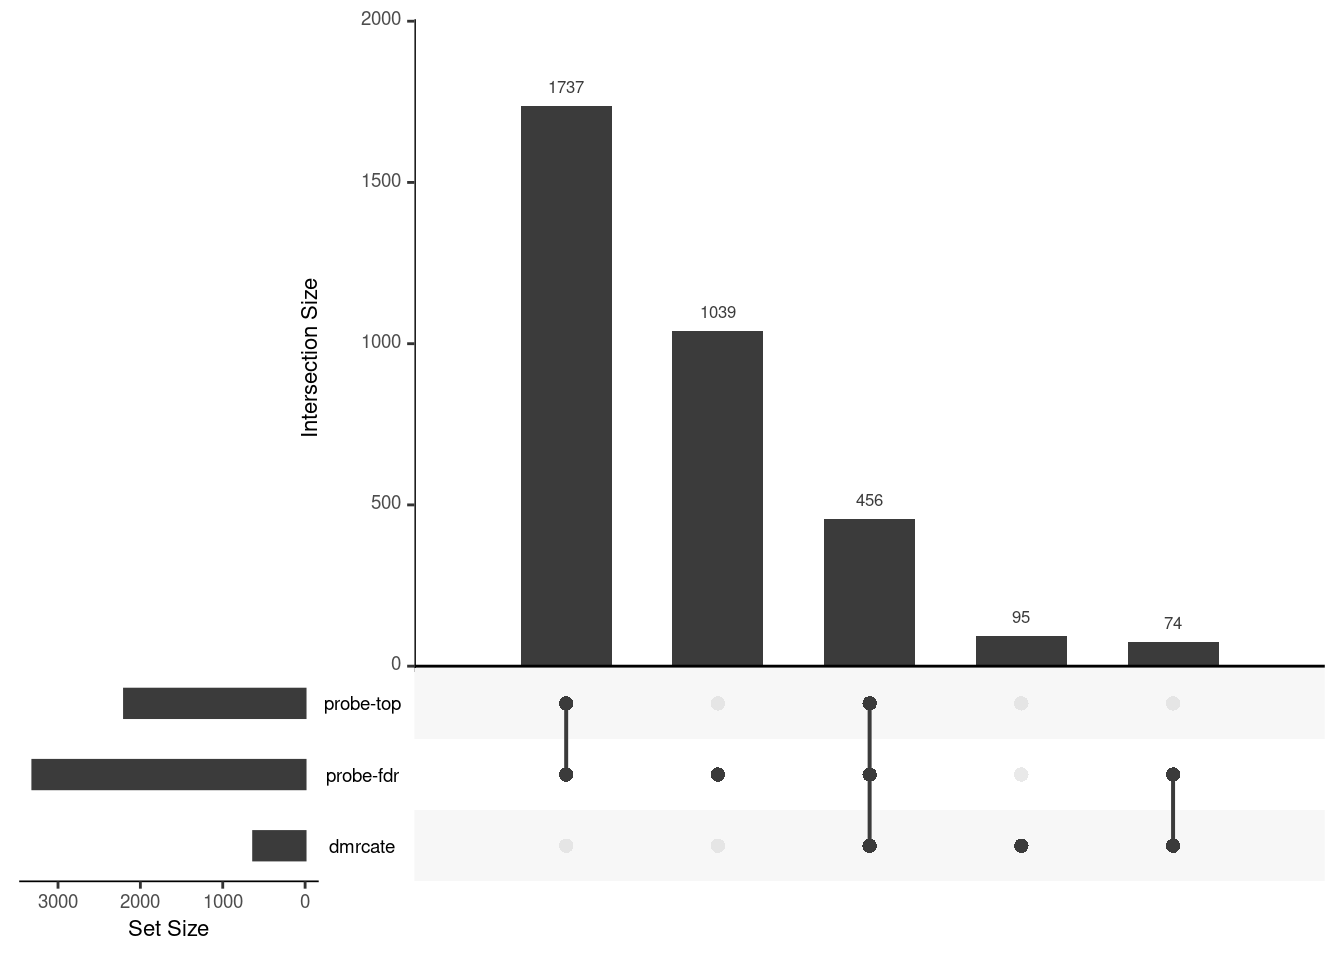 2000
1737
1500
1039
1000
Intersection Size
500
456
95
74
0
probe-top
probe-fdr
dmrcate
3000 2000 1000 0
Set Size